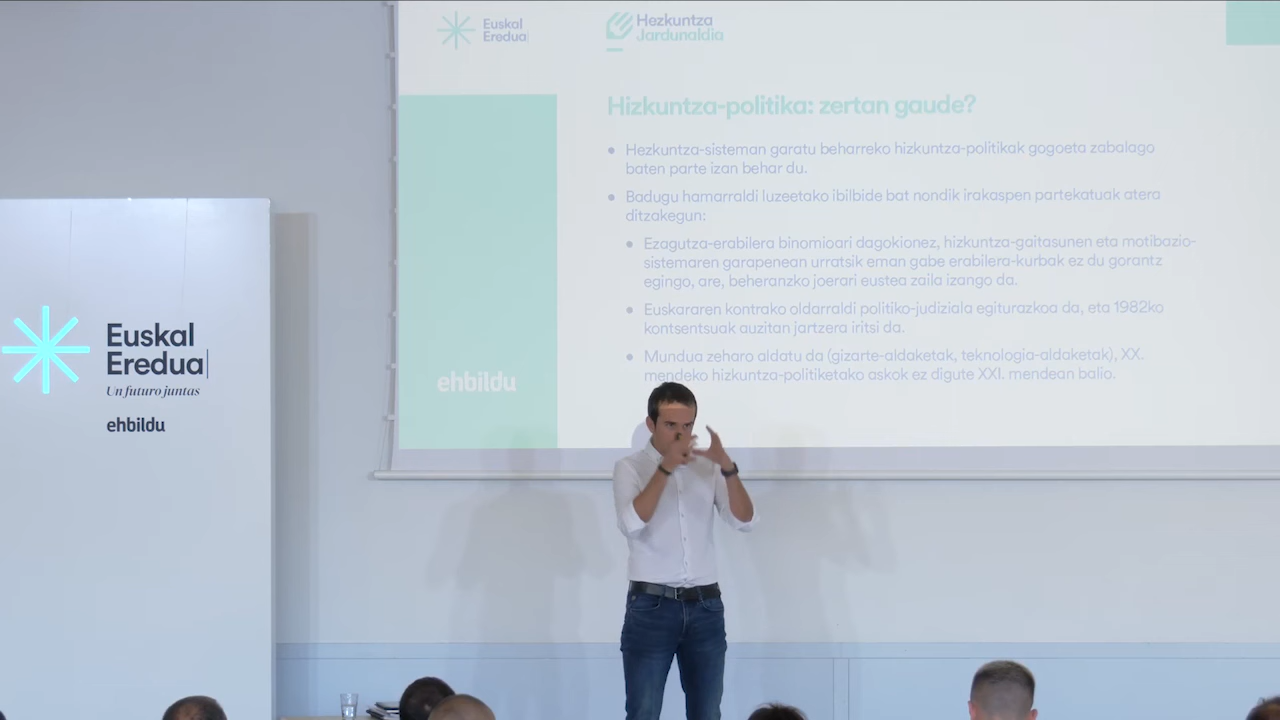 Euskal
Eredua
Hezkuntza
Jardunaldia
Hizkuntza-politika: zertan gaude?
• Hezkuntza-sisteman garatu beharreko hizkuntza-politikak gogoeta zabalago
baten parte izan behar du.
• Badugu hamarraldi luzeetako ibilbide bat nondik irakaspen partekatuak atera
ditzakegun:
• Ezagutza-erabilera binomioari dagokionez, hizkuntza-gaitasunen eta motibazio-
sistemaren garapenean urratsik eman gabe erabilera-kurbak ez du gorantz
egingo, are, beheranzko joerari eustea zaila izango da.
• Euskararen kontrako oldarraldi politiko-judiziala egiturazkoa da, eta 1982ko
kontsentsuak auzitan jartzera iritsi da.
• Mundua zeharo aldatu da (gizarte-aldaketak, teknologia-aldaketak), XX.
mendeko hizkuntza-politiketako askok ez digute XXI. mendean balio.
ehbildu
Euskal
Eredua
Un futuro juntas
ehbildu